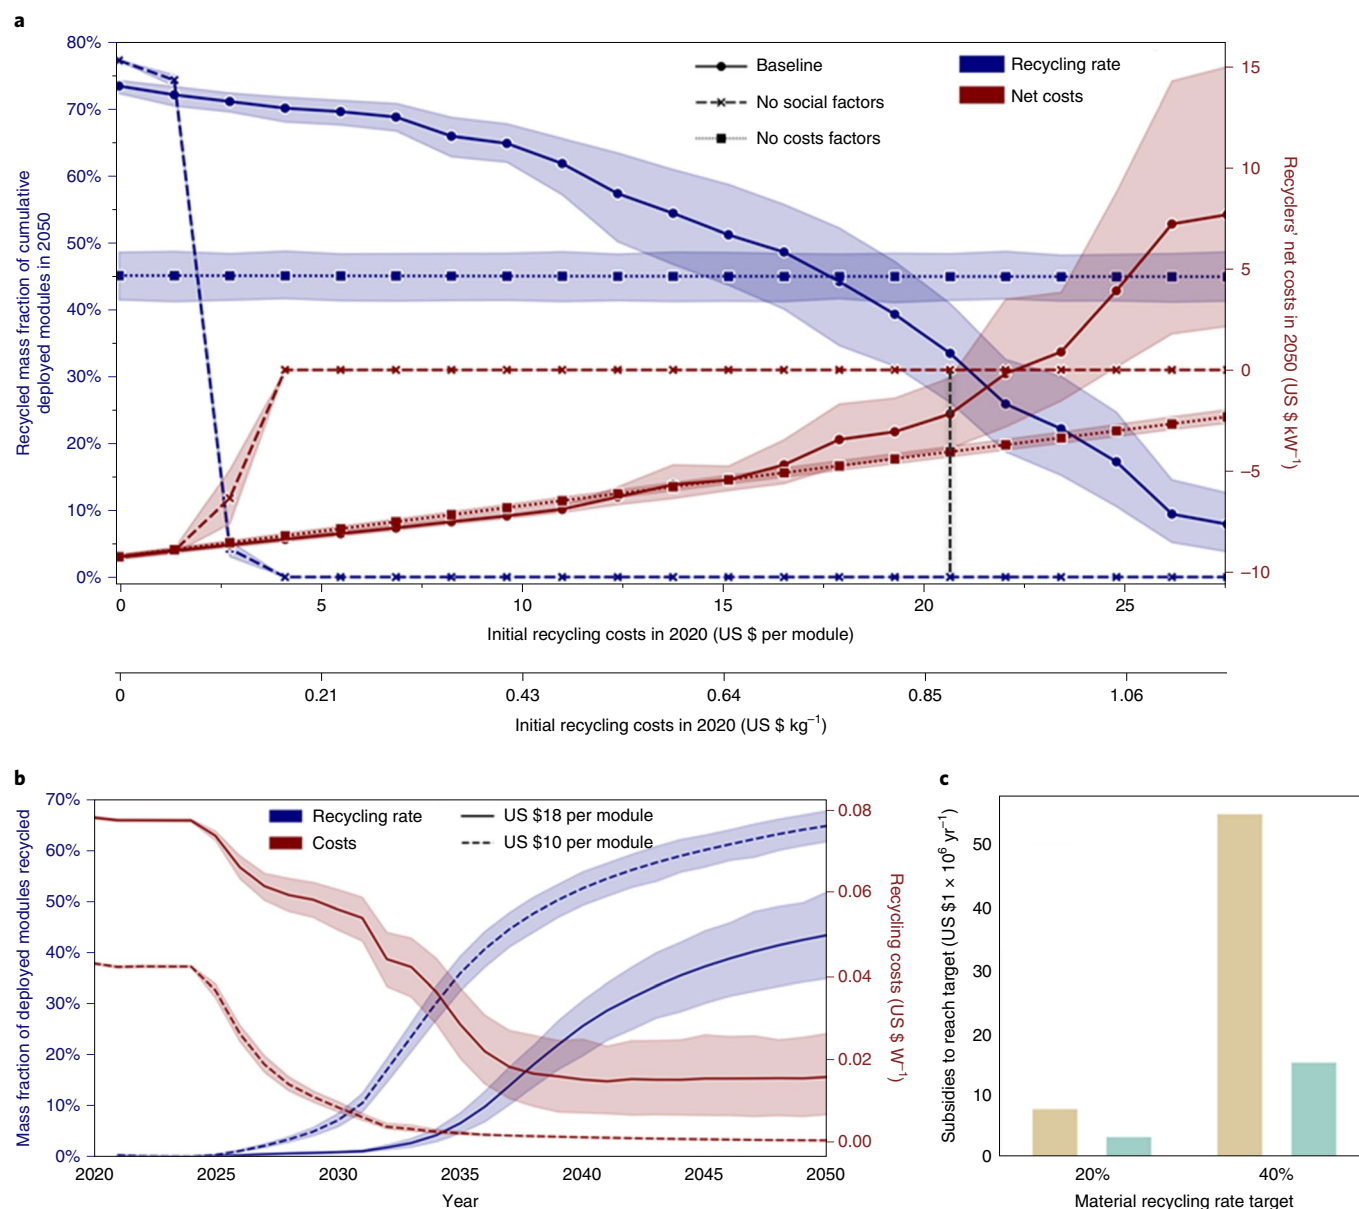 a
80%
70%
60%
50%
40%
30%
20%
10%
0%
Recycled mass fraction of cumulative
deployed modules in 2050
Baseline
No social factors
No costs factors
Recycling rate
Net costs
15
10
5
0
−5
−10
Recyclers' net costs in 2050 (US $ kW⁻¹)
0
5
10
15
20
25
Initial recycling costs in 2020 (US $ per module)
0
0.21
0.43
0.64
0.85
1.06
Initial recycling costs in 2020 (US $ kg⁻¹)
b
70%
60%
50%
40%
30%
20%
10%
0%
Mass fraction of deployed modules recycled
Recycling rate
Costs
US $18 per module
US $10 per module
0.08
0.06
0.04
0.02
0.00
Recycling costs (US $ W⁻¹)
2020
2025
2030
2035
2040
2045
2050
Year
c
50
40
30
20
10
0
Subsidies to reach target (US $1 × 10⁶ yr⁻¹)
20%
40%
Material recycling rate target